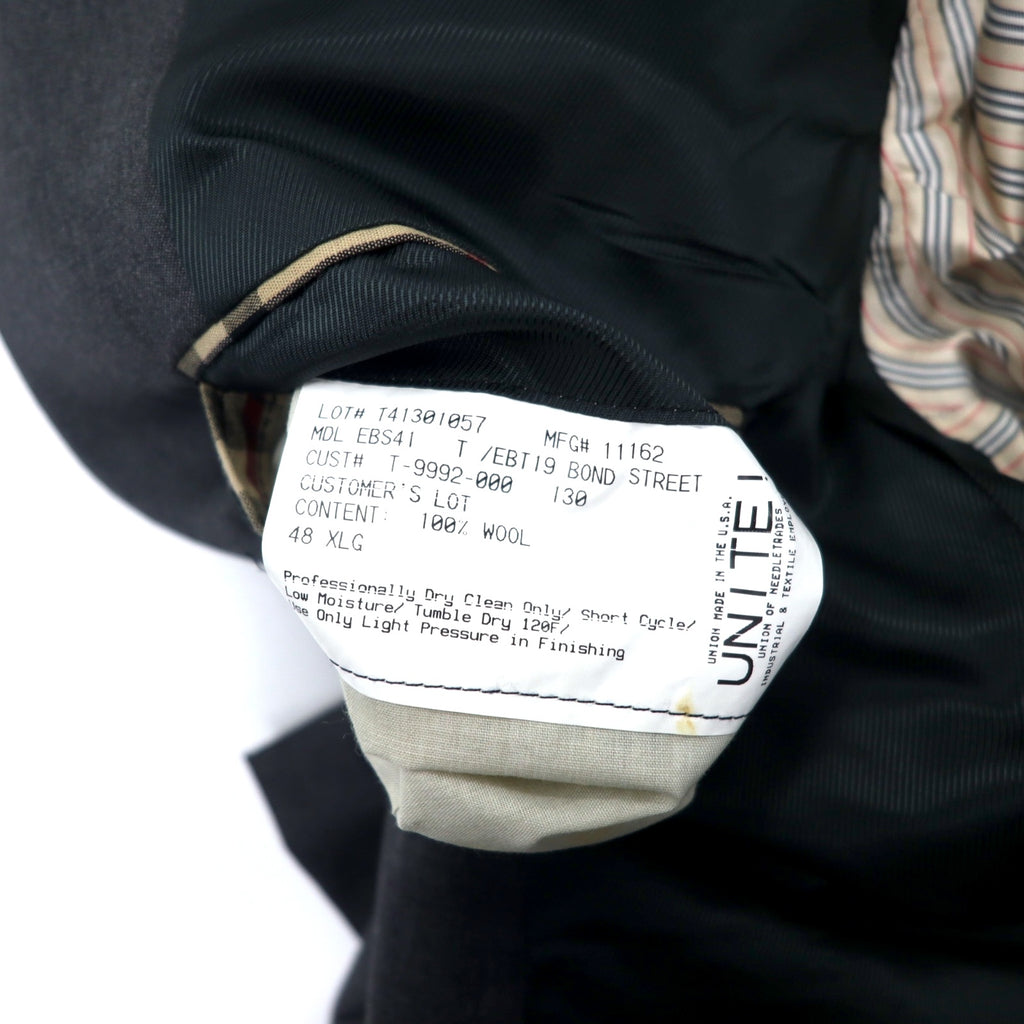 LOT# T41301057 MFG# 11162
MDL EBS41 T /EBT19 BOND STREET
CUST# T-9992-000 130
CUSTOMER'S LOT
CONTENT: 100% WOOL
48 XLG
Professionally Dry Clean Only/ Short Cycle/
Low Moisture/ Tumble Dry 120F/
Use Only Light Pressure in Finishing
UNION MADE IN THE U.S.A.
UNITE!
UNION OF NEEDLETRADES
INDUSTRIAL & TEXTILE